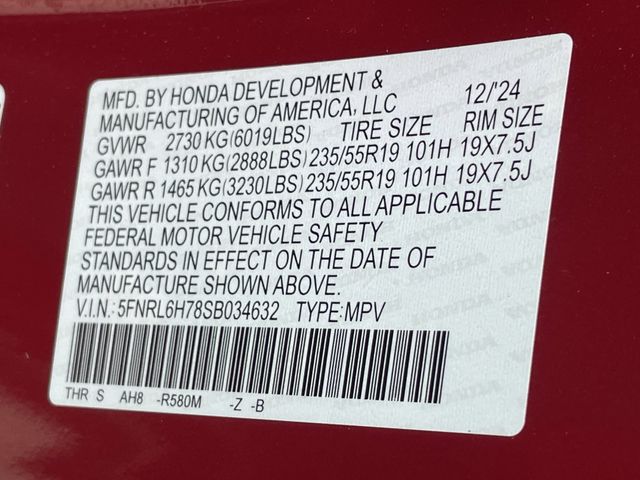 MFD. BY HONDA DEVELOPMENT &
MANUFACTURING OF AMERICA, LLC 12/'24
GVWR 2730 KG(6019LBS) TIRE SIZE RIM SIZE
GAWR F 1310 KG(2888LBS) 235/55R19 101H 19X7.5J
GAWR R 1465 KG(3230LBS) 235/55R19 101H 19X7.5J
THIS VEHICLE CONFORMS TO ALL APPLICABLE
FEDERAL MOTOR VEHICLE SAFETY
STANDARDS IN EFFECT ON THE DATE OF
MANUFACTURE SHOWN ABOVE.
V.I.N.: 5FNRL6H78SB034632 TYPE:MPV
THR S AH8 -R580M -Z -B